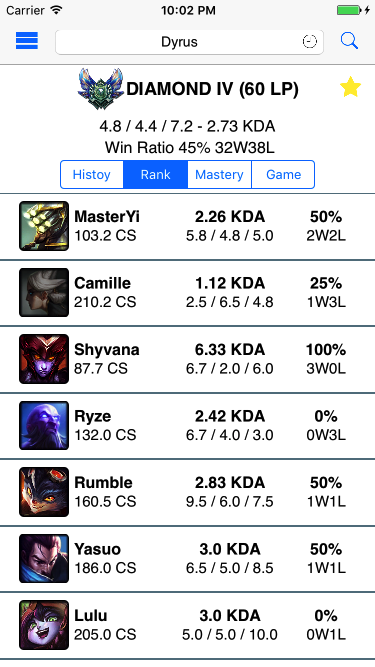 Carrier 10:02 PM
Dyrus
DIAMOND IV (60 LP)
4.8 / 4.4 / 7.2 - 2.73 KDA
Win Ratio 45% 32W38L
Histoy Rank Mastery Game
MasterYi 2.26 KDA 50%
103.2 CS 5.8 / 4.8 / 5.0 2W2L
Camille 1.12 KDA 25%
210.2 CS 2.5 / 6.5 / 4.8 1W3L
Shyvana 6.33 KDA 100%
87.7 CS 6.7 / 2.0 / 6.0 3W0L
Ryze 2.42 KDA 0%
132.0 CS 6.7 / 4.0 / 3.0 0W3L
Rumble 2.83 KDA 50%
160.5 CS 9.5 / 6.0 / 7.5 1W1L
Yasuo 3.0 KDA 50%
186.0 CS 6.5 / 5.0 / 8.5 1W1L
Lulu 3.0 KDA 0%
205.0 CS 5.0 / 5.0 / 10.0 0W1L